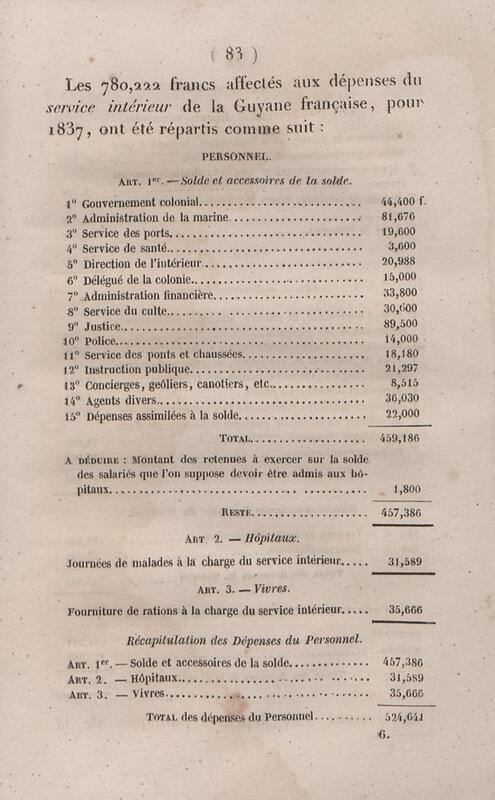 ( 83 )
Les 780,222 francs affectés aux dépenses du
service intérieur de la Guyane française, pour
1837, ont été répartis comme suit :
PERSONNEL.
ART. 1er. — Solde et accessoires de la solde.
1° Gouvernement colonial 44,400 f.
2° Administration de la marine 81,676
3° Service des ports 19,600
4° Service de santé 3,600
5° Direction de l'intérieur 20,988
6° Délégué de la colonie 15,000
7° Administration financière 33,800
8° Service du culte 30,600
9° Justice 89,500
10° Police 14,000
11° Service des ponts et chaussées 18,180
12° Instruction publique 21,297
13° Concierges, geôliers, canotiers, etc. 8,515
14° Agents divers 36,030
15° Dépenses assimilées à la solde 22,000
TOTAL 459,186
A DÉDUIRE : Montant des retenues à exercer sur la solde
des salariés que l'on suppose devoir être admis aux hô-
pitaux 1,800
RESTE 457,386
ART. 2. — Hôpitaux.
Journées de malades à la charge du service intérieur 31,589
ART. 3. — Vivres.
Fourniture de rations à la charge du service intérieur 35,666
Récapitulation des Dépenses du Personnel.
ART. 1er. — Solde et accessoires de la solde 457,386
ART. 2. — Hôpitaux 31,589
ART. 3. — Vivres 35,666
TOTAL des dépenses du Personnel 524,641
6.